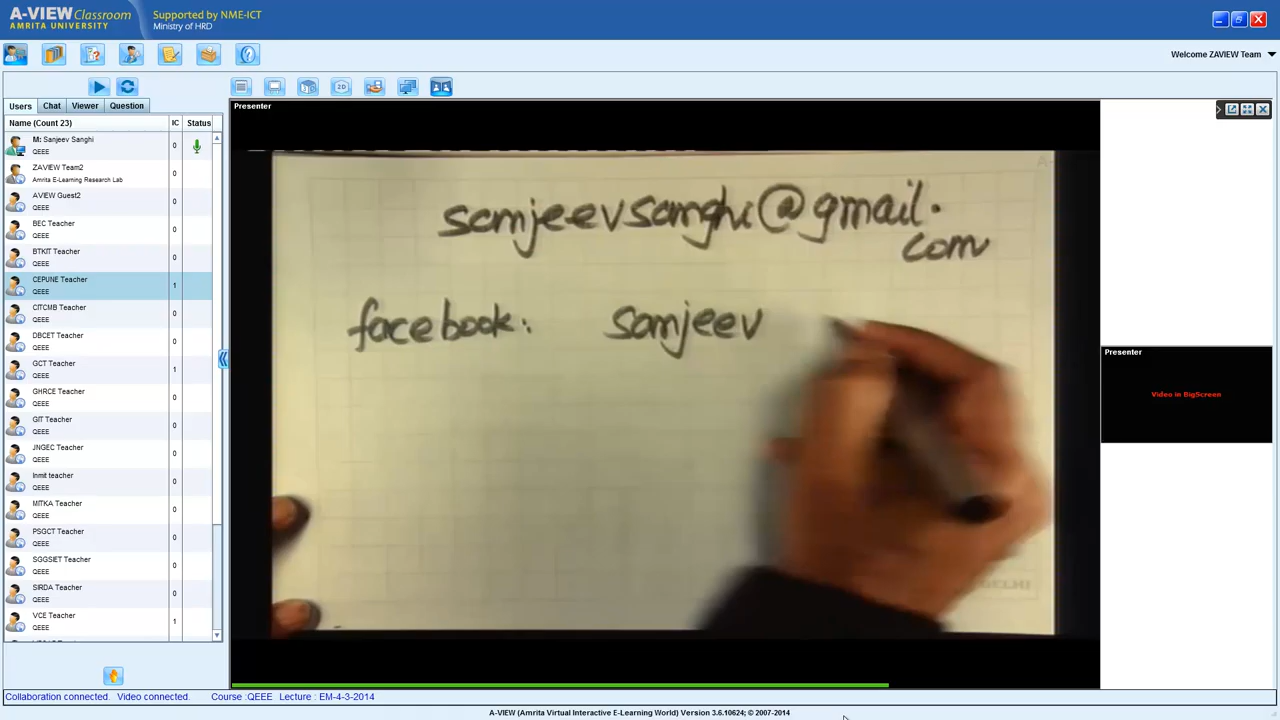 A-VIEW Classroom
AMRITA UNIVERSITY
Supported by NME-ICT
Ministry of HRD
Welcome ZAVIEW Team
Users Chat Viewer Question
Name (Count 23) IC Status
M: Sanjeev Sanghi
QEEE
0
ZAVIEW Team2
Amrita E-Learning Research Lab
0
AVIEW Guest2
QEEE
0
BEC Teacher
QEEE
0
BTKIT Teacher
QEEE
0
CEPUNE Teacher
QEEE
1
CITCMB Teacher
QEEE
0
DBCET Teacher
QEEE
0
GCT Teacher
QEEE
1
GHRCE Teacher
QEEE
0
GIT Teacher
QEEE
0
JNGEC Teacher
QEEE
0
Inmit teacher
QEEE
0
MITKA Teacher
QEEE
0
PSGCT Teacher
QEEE
0
SGGSIET Teacher
QEEE
0
SIRDA Teacher
QEEE
0
VCE Teacher
QEEE
1
2D
Presenter
sanjeevsanghi@gmail.
com
facebook: sanjeev
DELHI
Presenter
Video in BigScreen
Collaboration connected. Video connected. Course :QEEE Lecture : EM-4-3-2014
A-VIEW (Amrita Virtual Interactive E-Learning World) Version 3.6.10624; © 2007-2014